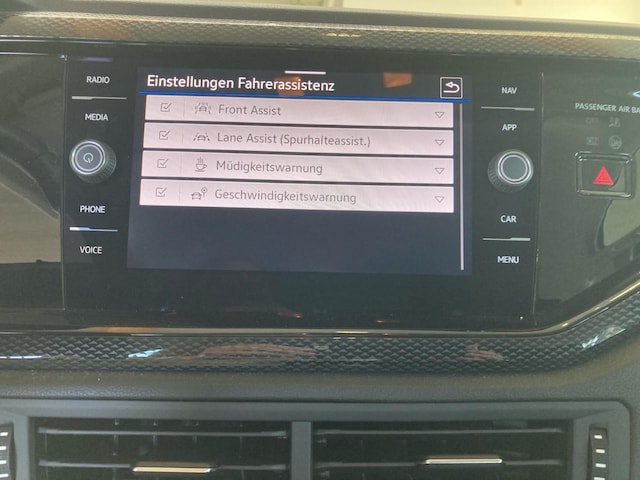 Einstellungen Fahrerassistenz
Front Assist
Lane Assist (Spurhalteassist.)
Müdigkeitswarnung
Geschwindigkeitswarnung
RADIO
MEDIA
PHONE
VOICE
NAV
APP
CAR
MENU
PASSENGER AIR BA